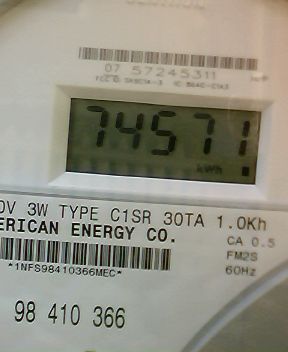 07 57245311
74571
kWh
0V 3W TYPE C1SR 30TA 1.0Kh
ERICAN ENERGY CO.
CA 0.5
FM2S
60Hz
*1NFS98410366MEC*
98 410 366